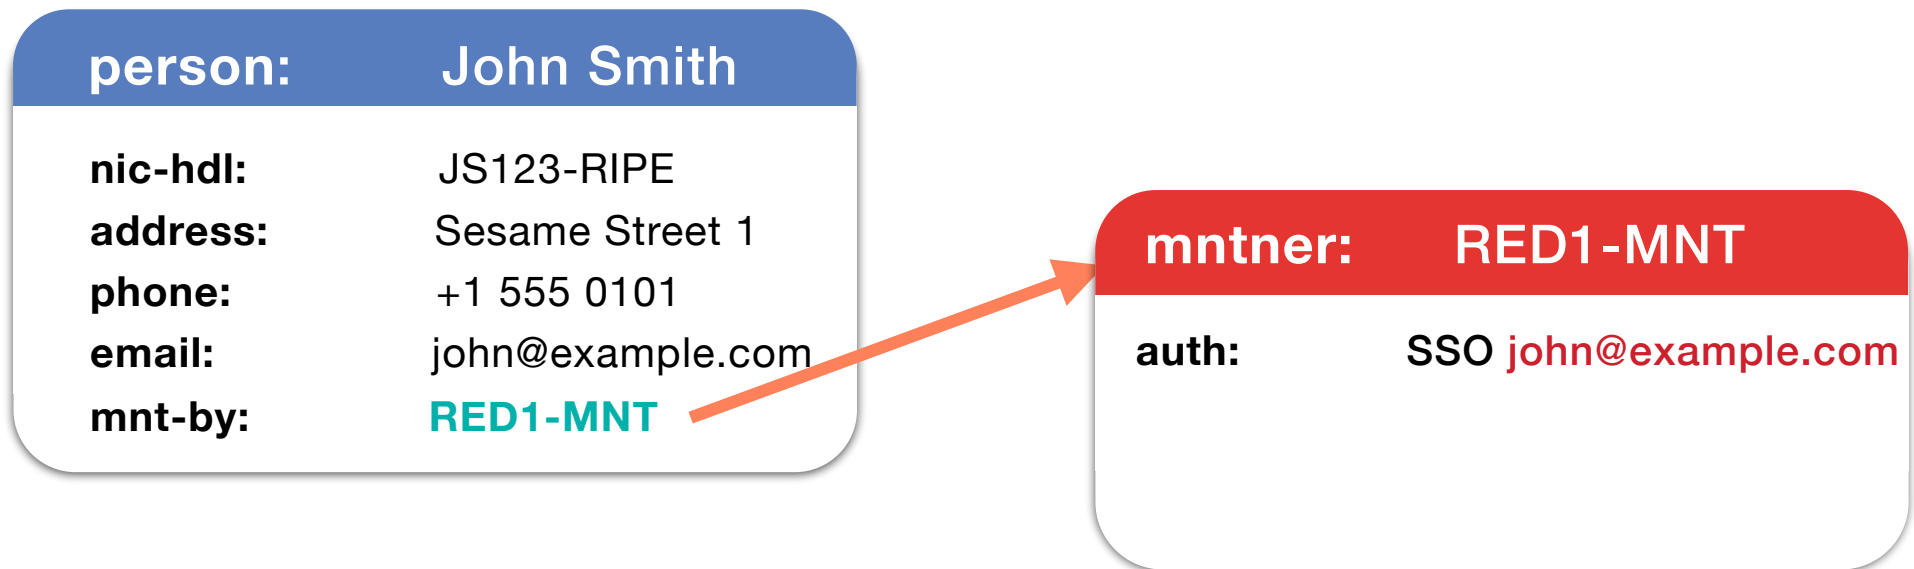 person: John Smith
nic-hdl: JS123-RIPE
address: Sesame Street 1
phone: +1 555 0101
email: john@example.com
mnt-by: RED1-MNT
mntner: RED1-MNT
auth: SSO john@example.com